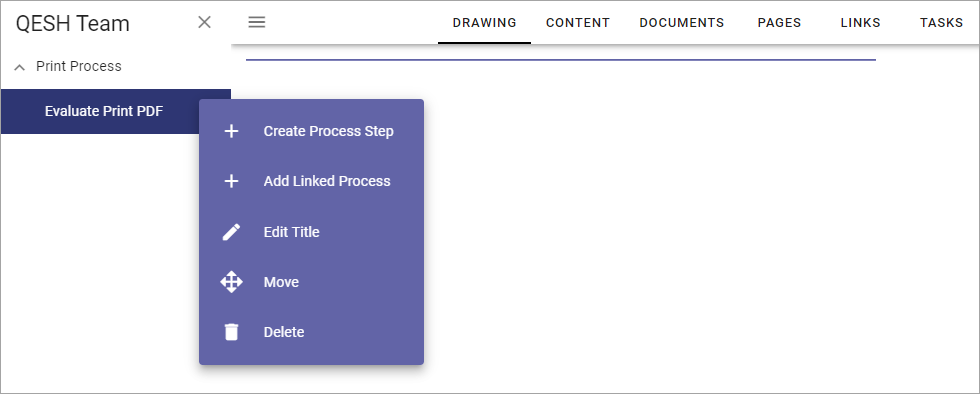 QESH Team
DRAWING CONTENT DOCUMENTS PAGES LINKS TASKS
Print Process
Evaluate Print PDF
Create Process Step
Add Linked Process
Edit Title
Move
Delete